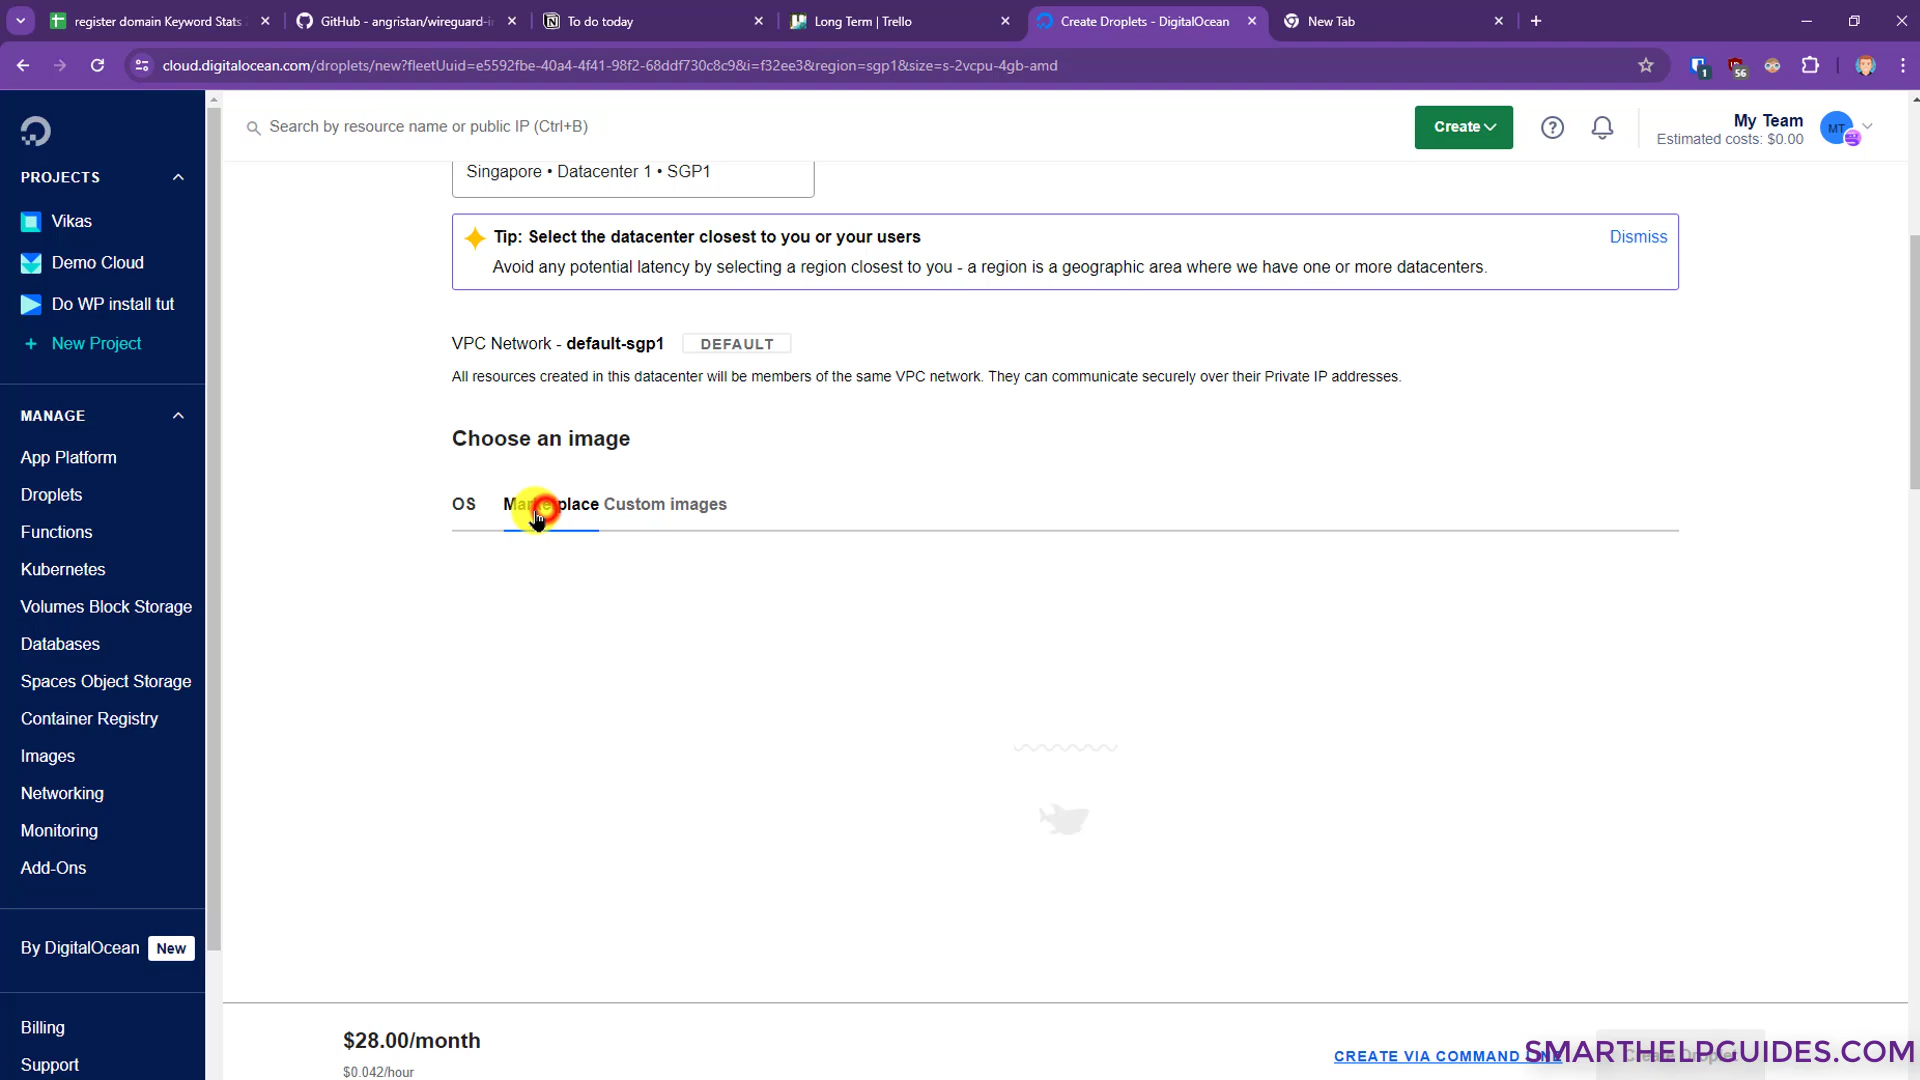 register domain Keyword Stats
GitHub - angristan/wireguard-i
To do today
Long Term | Trello
Create Droplets - DigitalOcean
New Tab
cloud.digitalocean.com/droplets/new?fleetUuid=e5592fbe-40a4-4f41-98f2-68ddf730c8c9&i=f32ee3&region=sgp1&size=s-2vcpu-4gb-amd
1
56
Search by resource name or public IP (Ctrl+B)
Create
My Team
Estimated costs: $0.00
MT
PROJECTS
Vikas
Demo Cloud
Do WP install tut
+ New Project
MANAGE
App Platform
Droplets
Functions
Kubernetes
Volumes Block Storage
Databases
Spaces Object Storage
Container Registry
Images
Networking
Monitoring
Add-Ons
By DigitalOcean New
Billing
Support
Singapore • Datacenter 1 • SGP1
Tip: Select the datacenter closest to you or your users
Dismiss
Avoid any potential latency by selecting a region closest to you - a region is a geographic area where we have one or more datacenters.
VPC Network - default-sgp1 DEFAULT
All resources created in this datacenter will be members of the same VPC network. They can communicate securely over their Private IP addresses.
Choose an image
OS Marketplace Custom images
$28.00/month
$0.042/hour
CREATE VIA COMMAND LINE
Create Droplet
SMARTHELPGUIDES.COM